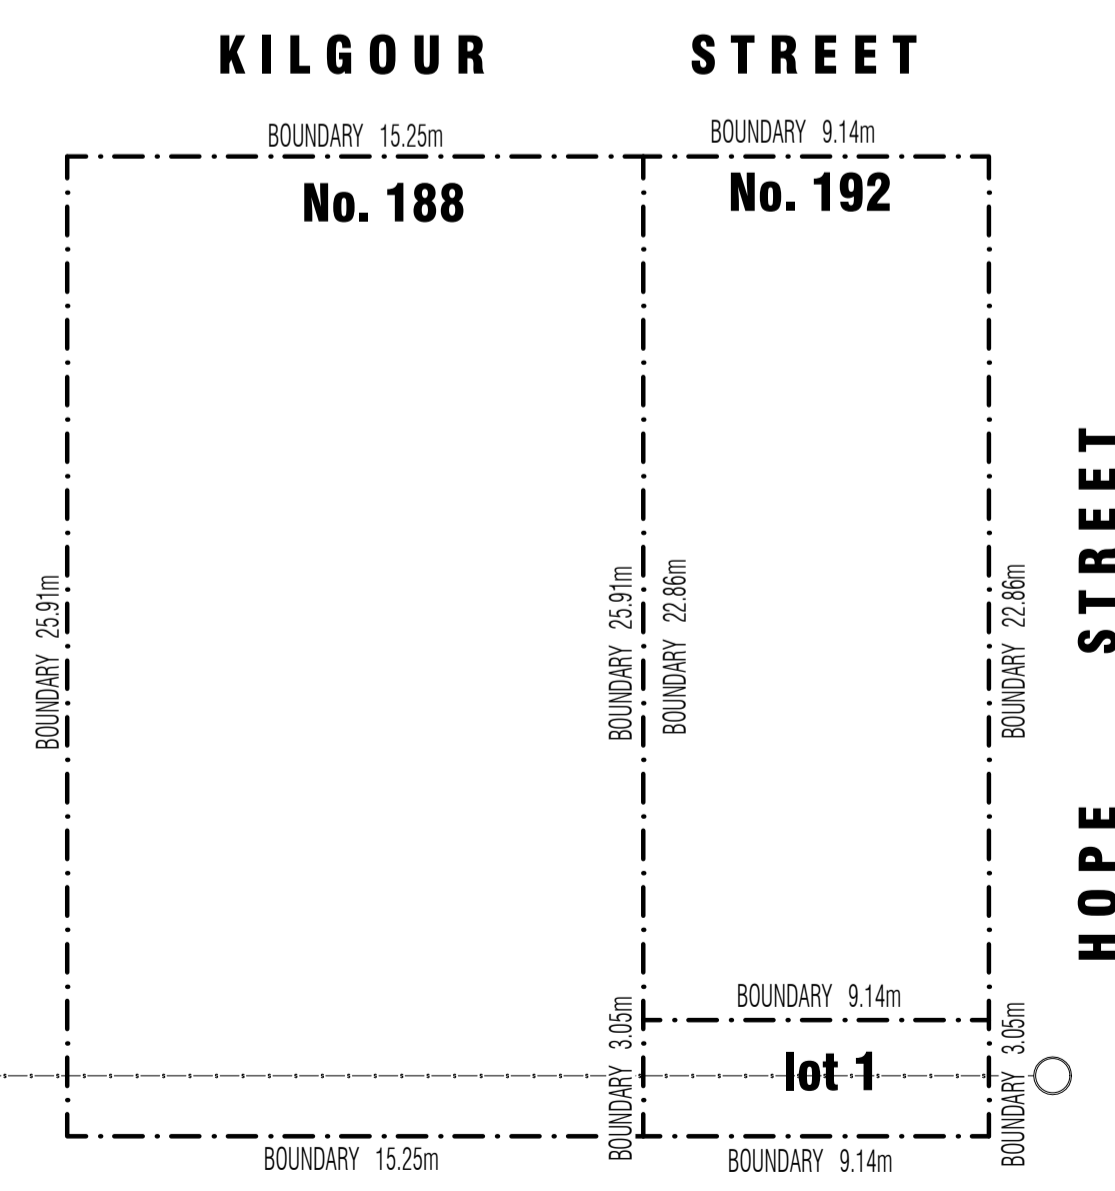 KILGOUR STREET
BOUNDARY 15.25m
BOUNDARY 9.14m
No. 188
No. 192
BOUNDARY 25.91m
BOUNDARY 25.91m
BOUNDARY 22.86m
BOUNDARY 22.86m
HOPE STREET
BOUNDARY 9.14m
BOUNDARY 3.05m
lot 1
BOUNDARY 3.05m
BOUNDARY 15.25m
BOUNDARY 9.14m